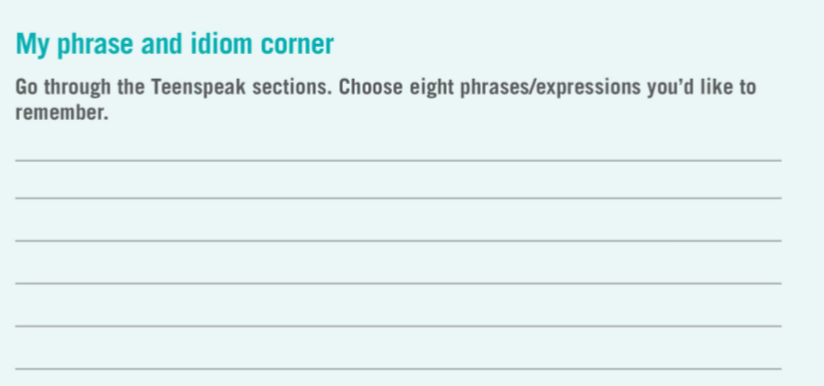 My phrase and idiom corner
Go through the Teenspeak sections. Choose eight phrases/expressions you’d like to
remember.